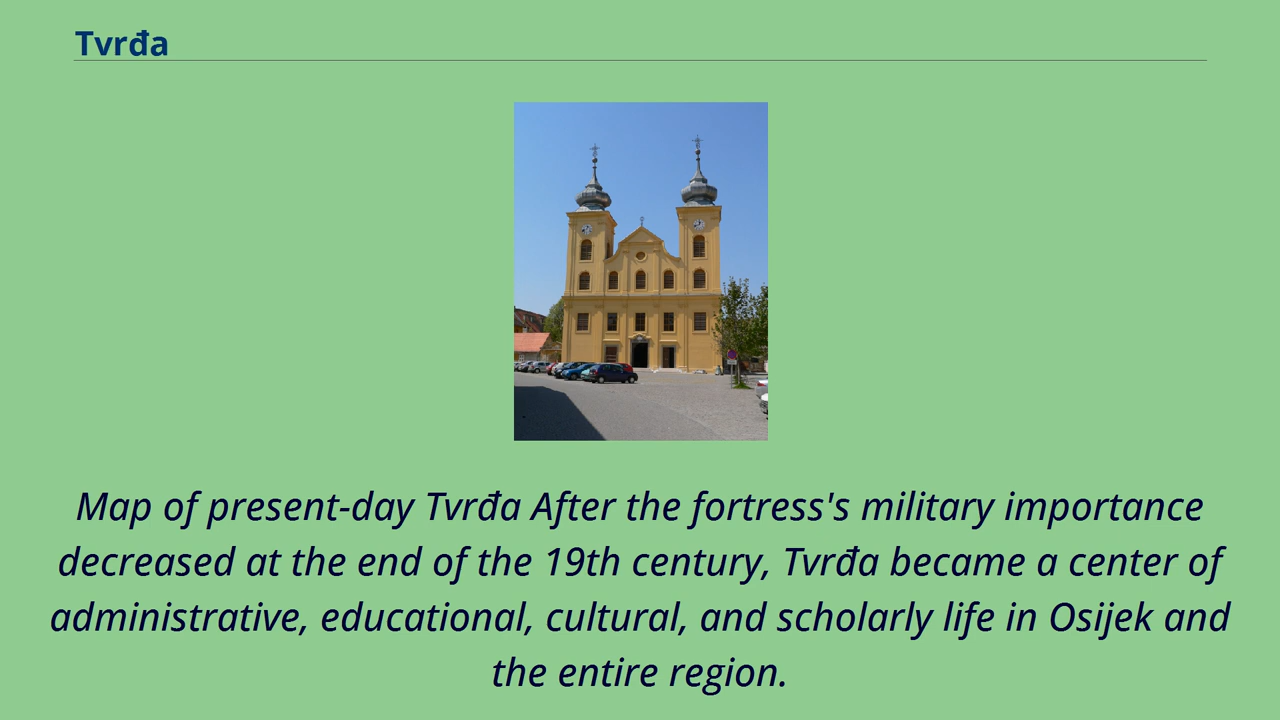 Tvrđa
Map of present-day Tvrđa After the fortress's military importance
decreased at the end of the 19th century, Tvrđa became a center of
administrative, educational, cultural, and scholarly life in Osijek and
the entire region.